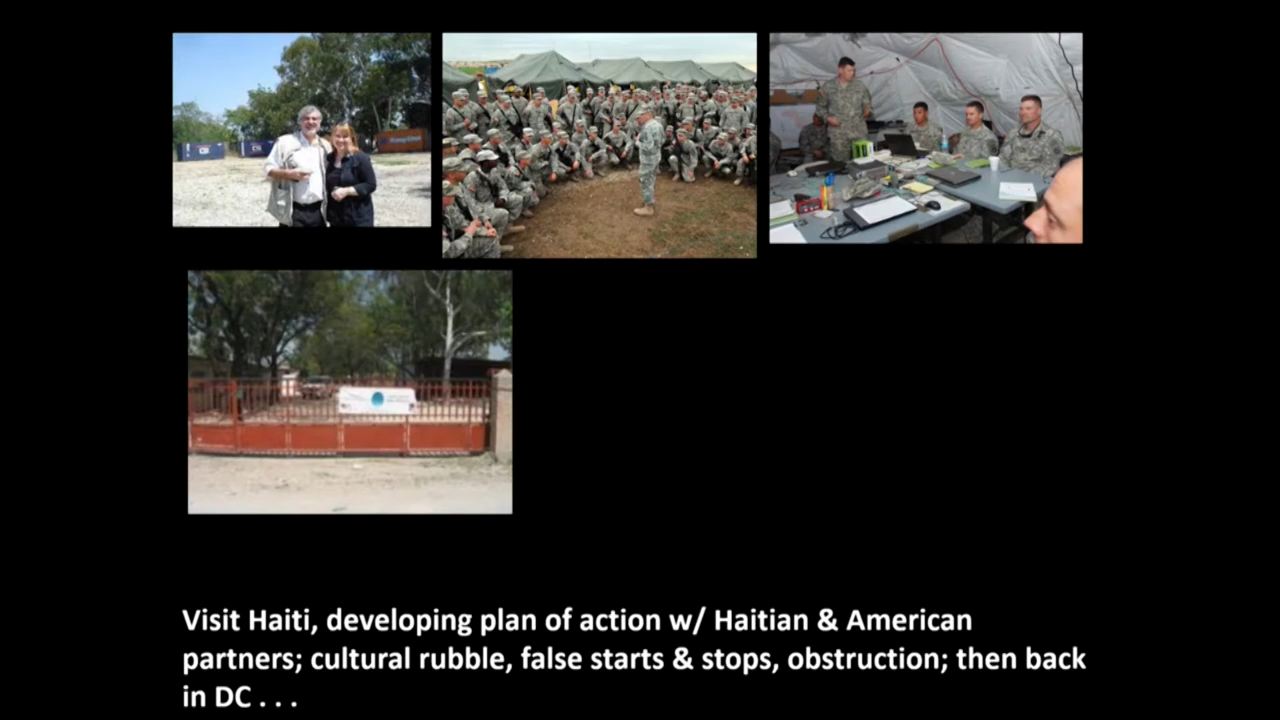 Visit Haiti, developing plan of action w/ Haitian & American
partners; cultural rubble, false starts & stops, obstruction; then back
in DC . . .